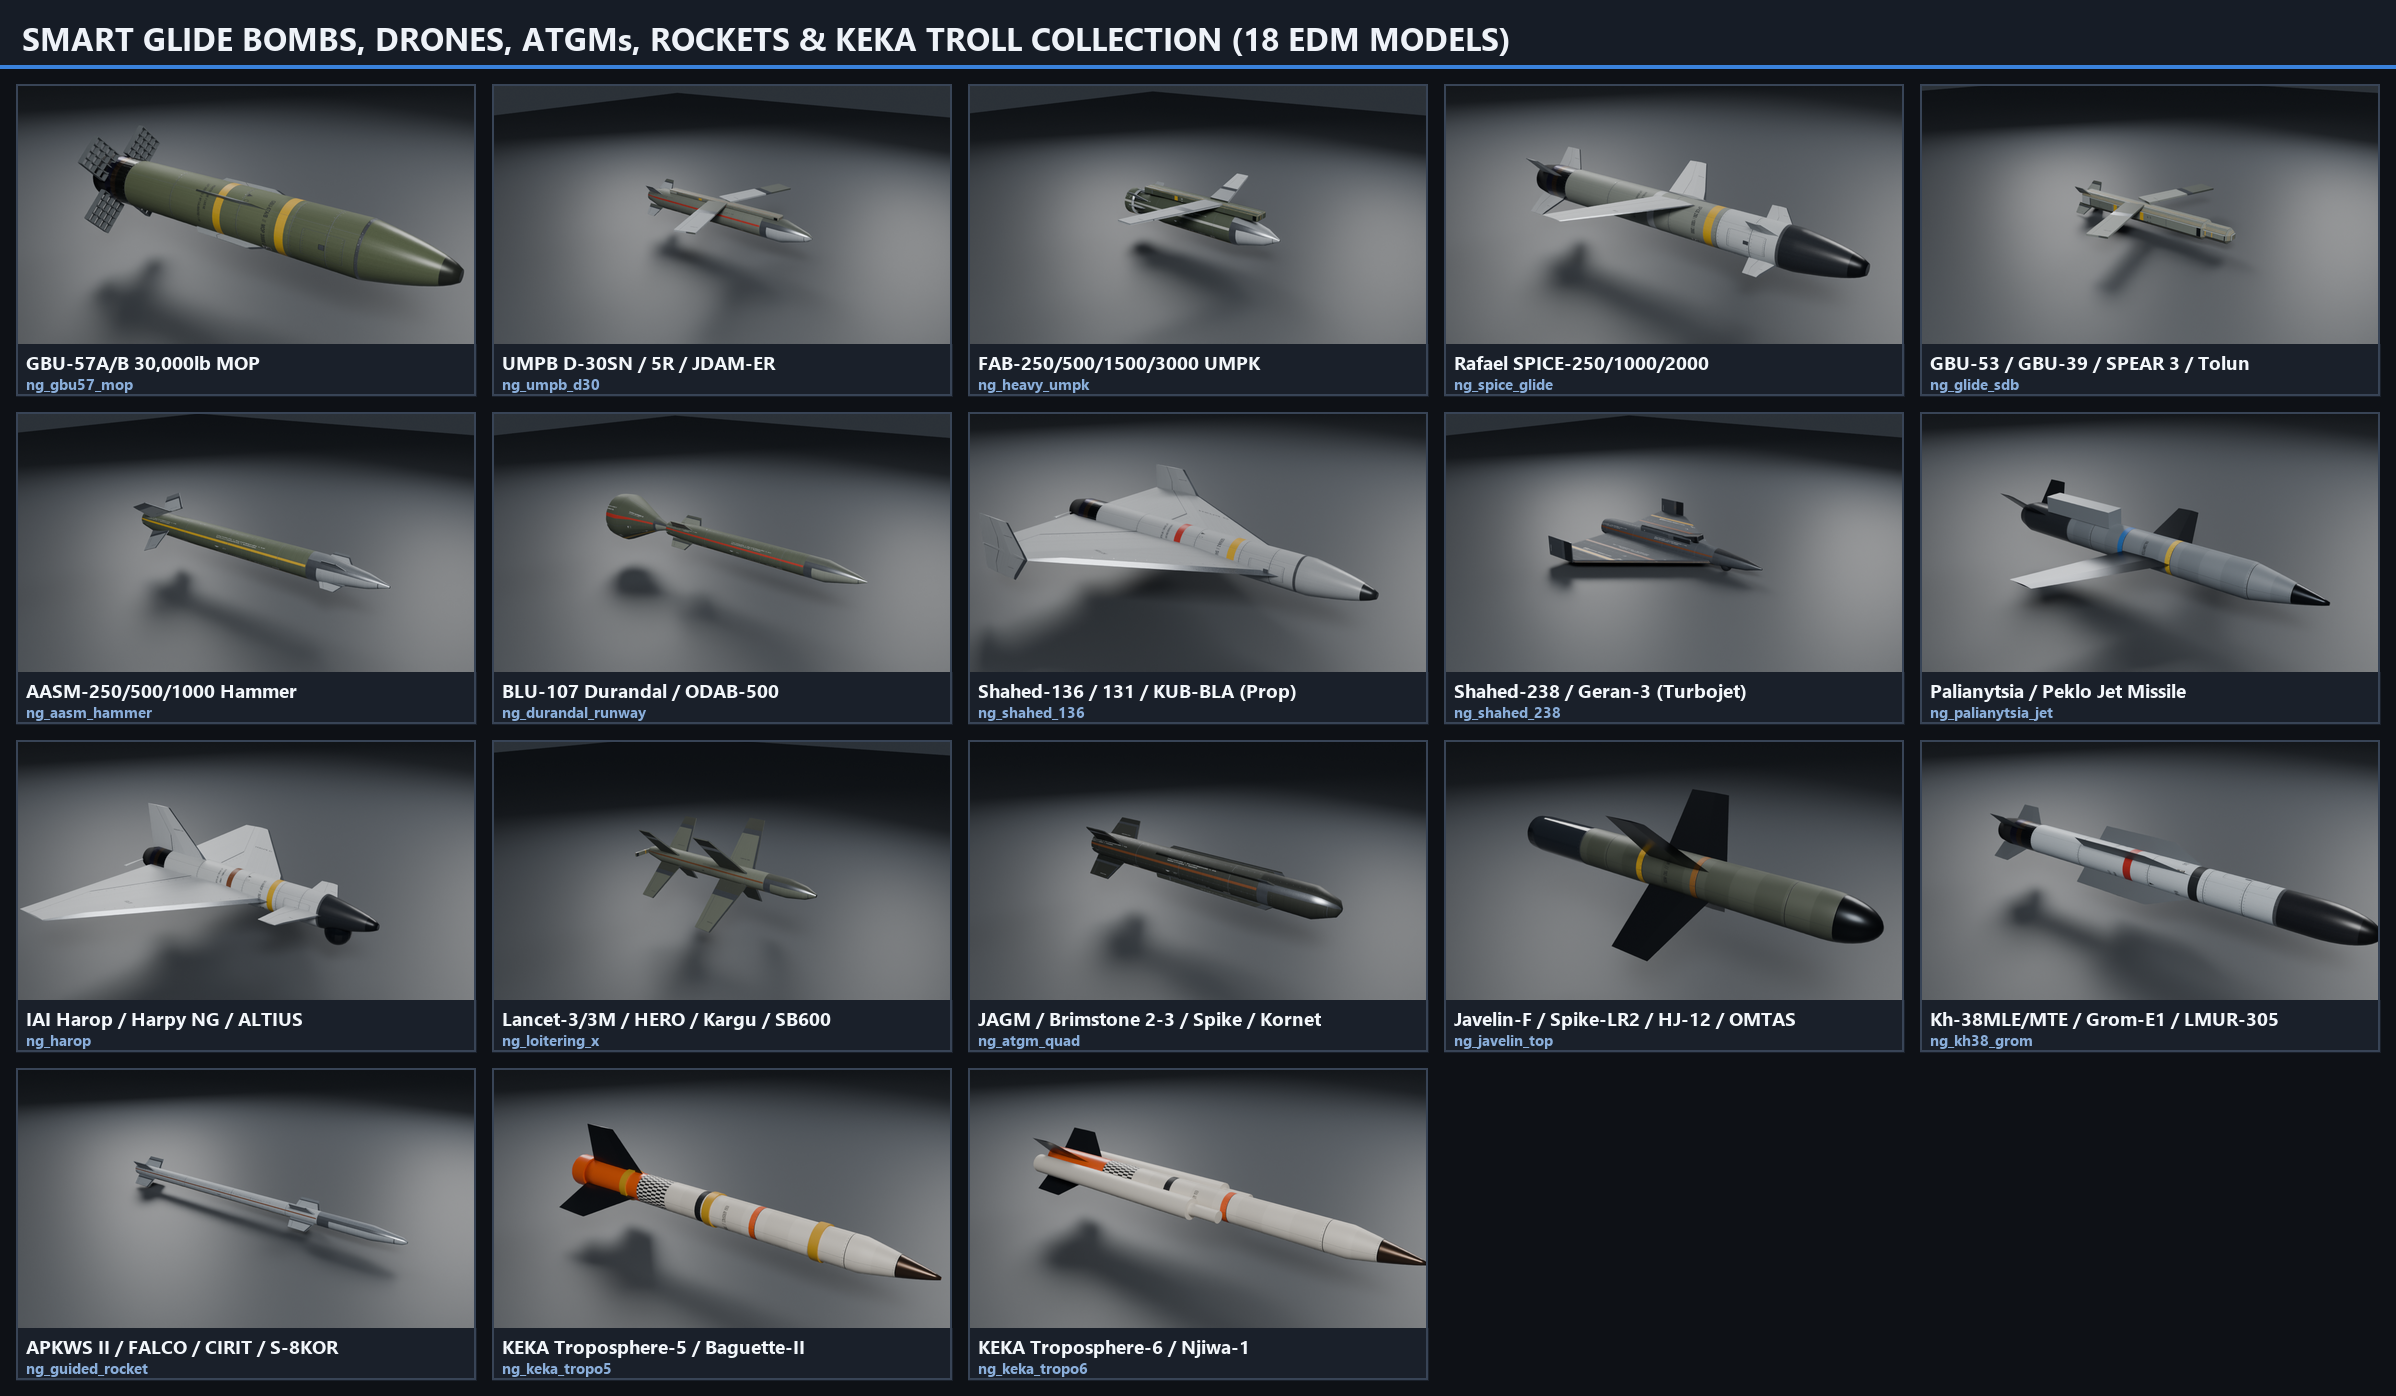 SMART GLIDE BOMBS, DRONES, ATGMs, ROCKETS & KEKA TROLL COLLECTION (18 EDM MODELS)
GBU-57A/B 30,000lb MOP
ng_gbu57_mop
UMPB D-30SN / 5R / JDAM-ER
ng_umpb_d30
FAB-250/500/1500/3000 UMPK
ng_heavy_umpk
Rafael SPICE-250/1000/2000
ng_spice_glide
GBU-53 / GBU-39 / SPEAR 3 / Tolun
ng_glide_sdb
AASM-250/500/1000 Hammer
ng_aasm_hammer
BLU-107 Durandal / ODAB-500
ng_durandal_runway
Shahed-136 / 131 / KUB-BLA (Prop)
ng_shahed_136
Shahed-238 / Geran-3 (Turbojet)
ng_shahed_238
Palianytsia / Peklo Jet Missile
ng_palianytsia_jet
IAI Harop / Harpy NG / ALTIUS
ng_harop
Lancet-3/3M / HERO / Kargu / SB600
ng_loitering_x
JAGM / Brimstone 2-3 / Spike / Kornet
ng_atgm_quad
Javelin-F / Spike-LR2 / HJ-12 / OMTAS
ng_javelin_top
Kh-38MLE/MTE / Grom-E1 / LMUR-305
ng_kh38_grom
APKWS II / FALCO / CIRIT / S-8KOR
ng_guided_rocket
KEKA Troposphere-5 / Baguette-II
ng_keka_tropo5
KEKA Troposphere-6 / Njiwa-1
ng_keka_tropo6